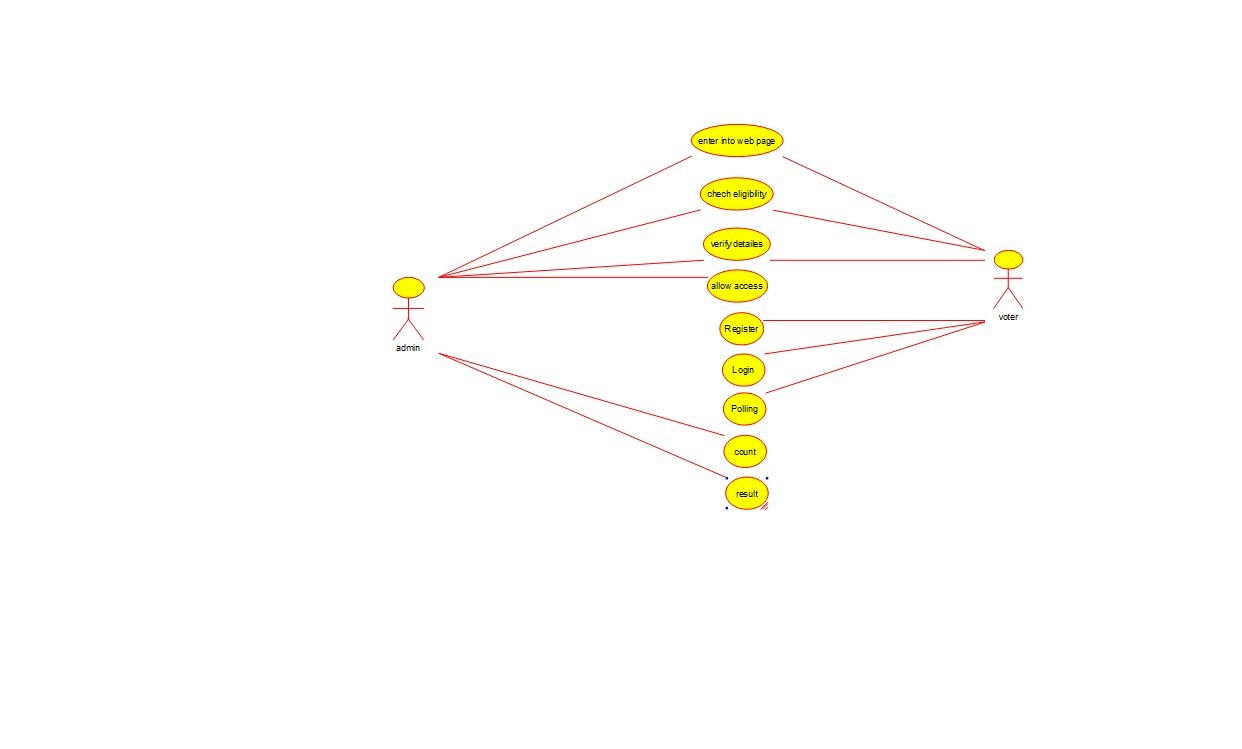 enter into web page
chech eligibility
verify detailes
allow access
Register
Login
Polling
count
result
admin
voter